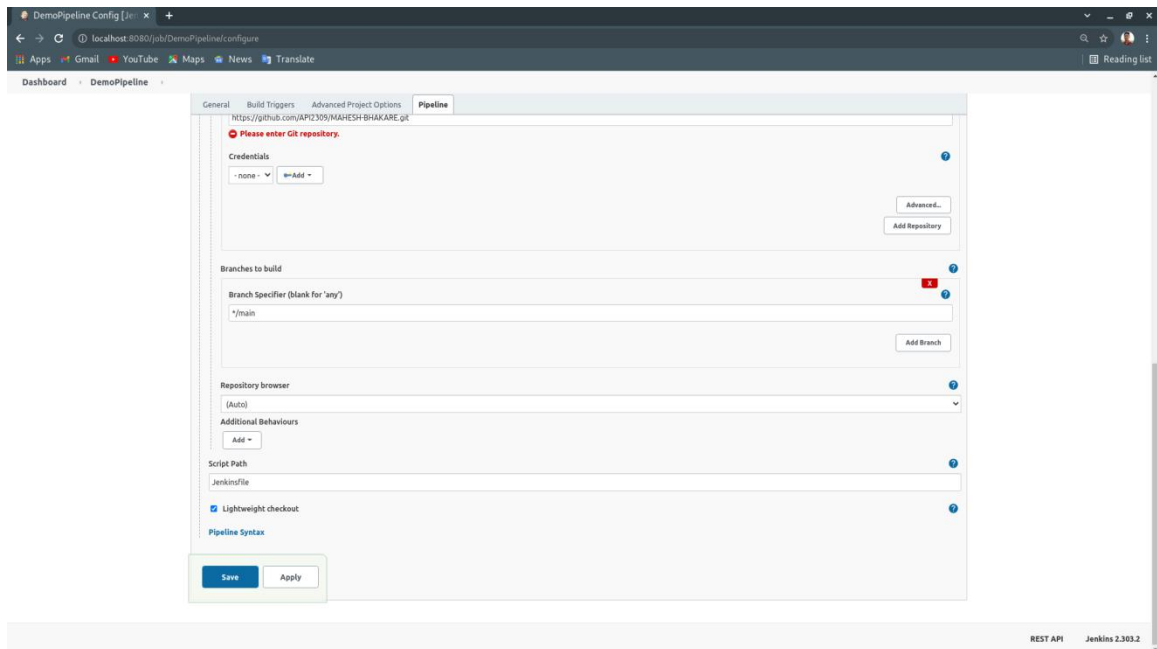 DemoPipeline Config [Jen
localhost:8080/job/DemoPipeline/configure
Apps Gmail YouTube Maps News Translate Reading list
Dashboard DemoPipeline
General Build Triggers Advanced Project Options Pipeline
https://github.com/API2309/MAHESH-BHAKARE.git
Please enter Git repository.
Credentials
- none - Add
Advanced...
Add Repository
Branches to build
X
Branch Specifier (blank for 'any')
*/main
Add Branch
Repository browser
(Auto)
Additional Behaviours
Add
Script Path
Jenkinsfile
Lightweight checkout
Pipeline Syntax
Save Apply
REST API Jenkins 2.303.2